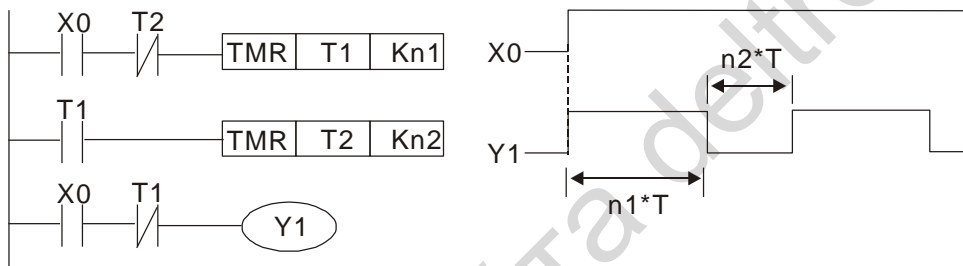 X0 T2
TMR T1 Kn1
T1
TMR T2 Kn2
X0 T1
Y1
X0
n2*T
Y1
n1*T